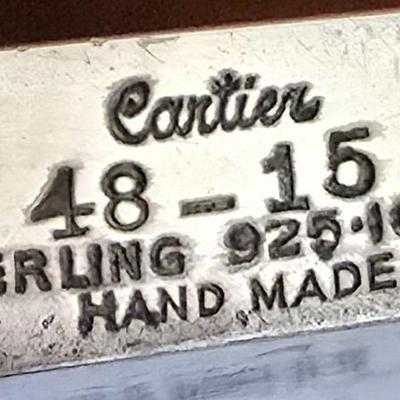 Cartier
48-15
ERLING 925·1
HAND MADE